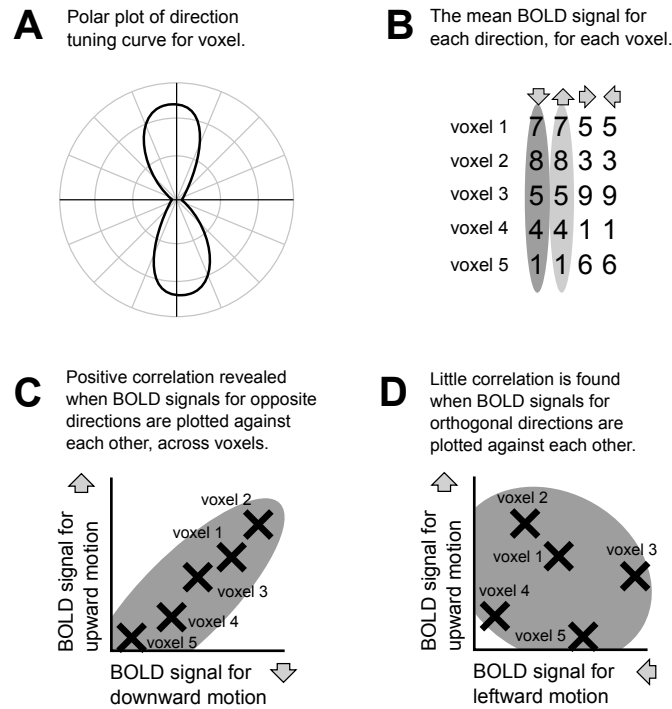 A
Polar plot of direction
tuning curve for voxel.
B
The mean BOLD signal for
each direction, for each voxel.
voxel 1 7 7 5 5
voxel 2 8 8 3 3
voxel 3 5 5 9 9
voxel 4 4 4 1 1
voxel 5 1 1 6 6
C
Positive correlation revealed
when BOLD signals for opposite
directions are plotted against
each other, across voxels.
BOLD signal for
upward motion
voxel 2
voxel 1
voxel 3
voxel 4
voxel 5
BOLD signal for
downward motion
D
Little correlation is found
when BOLD signals for
orthogonal directions are
plotted against each other.
BOLD signal for
upward motion
voxel 2
voxel 1
voxel 3
voxel 4
voxel 5
BOLD signal for
leftward motion